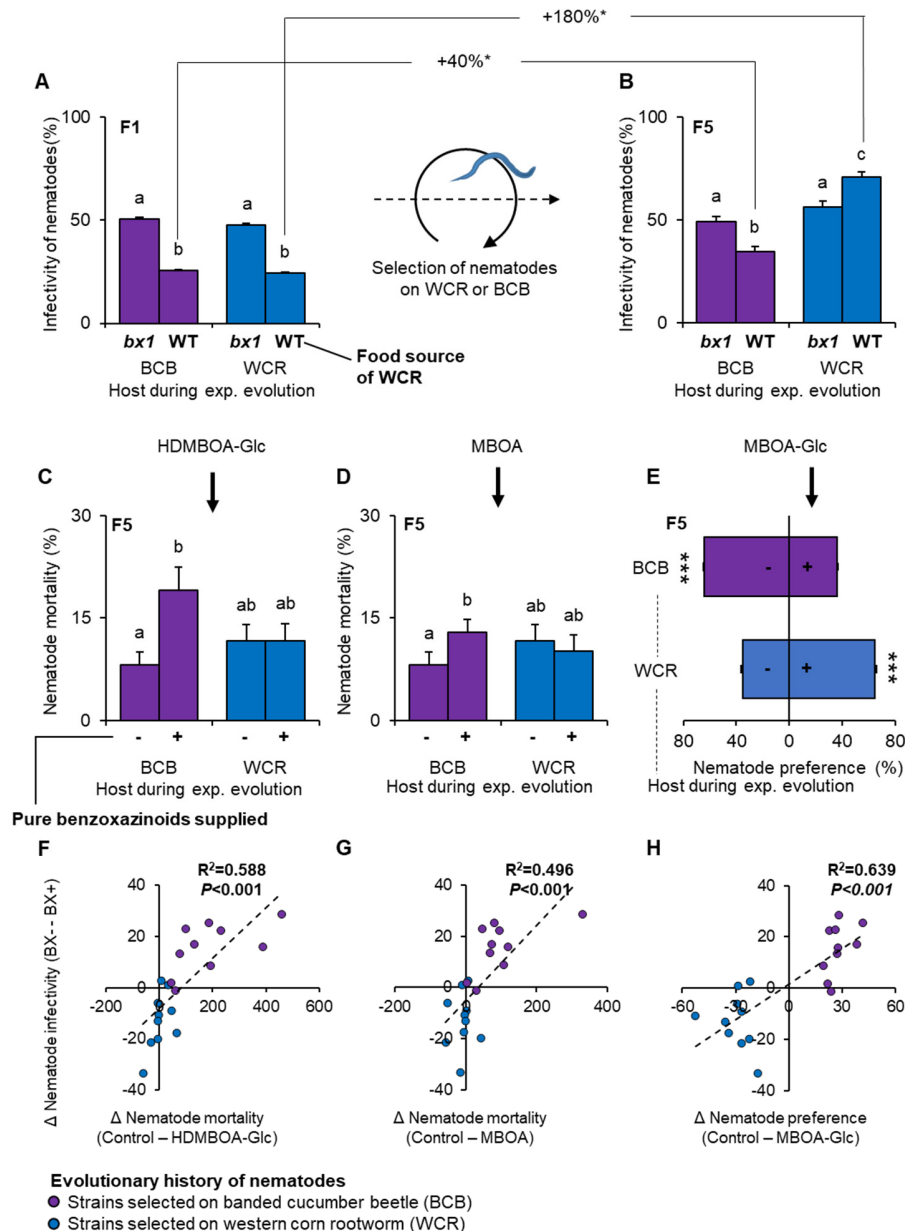 +180%*
+40%*
A
B
100
F1
50
0
Infectivity of nematodes(%)
a
b
a
b
bx1 WT bx1 WT
BCB WCR
Host during exp. evolution
Food source
of WCR
Selection of nematodes
on WCR or BCB
100
F5
50
0
Infectivity of nematodes(%)
a
b
a
c
bx1 WT bx1 WT
BCB WCR
Host during exp. evolution
HDMBOA-Glc
MBOA
MBOA-Glc
C
30
F5
15
0
Nematode mortality (%)
a
b
ab
ab
- + - +
BCB WCR
Host during exp. evolution
Pure benzoxazinoids supplied
D
30
F5
15
0
Nematode mortality (%)
a
b
ab
ab
- + - +
BCB WCR
Host during exp. evolution
E
F5
BCB
***
- +
WCR
- +
***
80 40 0 40 80
Nematode preference (%)
Host during exp. evolution
F
R2=0.588
P<0.001
Δ Nematode infectivity (BX- - BX+)
40
20
0
-20
-40
-200 0 200 400 600
Δ Nematode mortality
(Control – HDMBOA-Glc)
G
R2=0.496
P<0.001
40
20
0
-20
-40
-200 0 200 400
Δ Nematode mortality
(Control – MBOA)
H
R2=0.639
P<0.001
40
20
0
-20
-40
-60 -30 0 30 60
Δ Nematode preference
(Control – MBOA-Glc)
Evolutionary history of nematodes
Strains selected on banded cucumber beetle (BCB)
Strains selected on western corn rootworm (WCR)